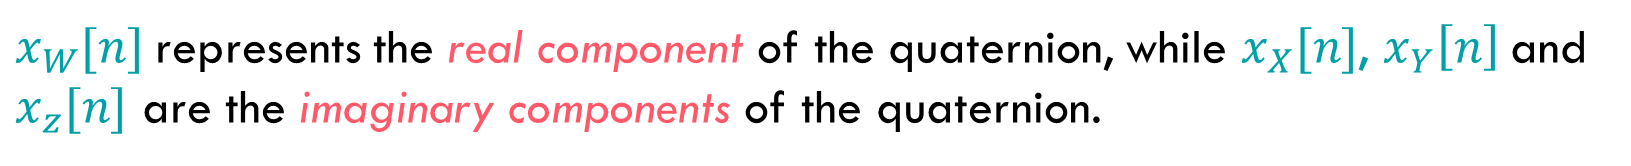 x_W[n] represents the real component of the quaternion, while x_X[n], x_Y[n] and
x_z[n] are the imaginary components of the quaternion.